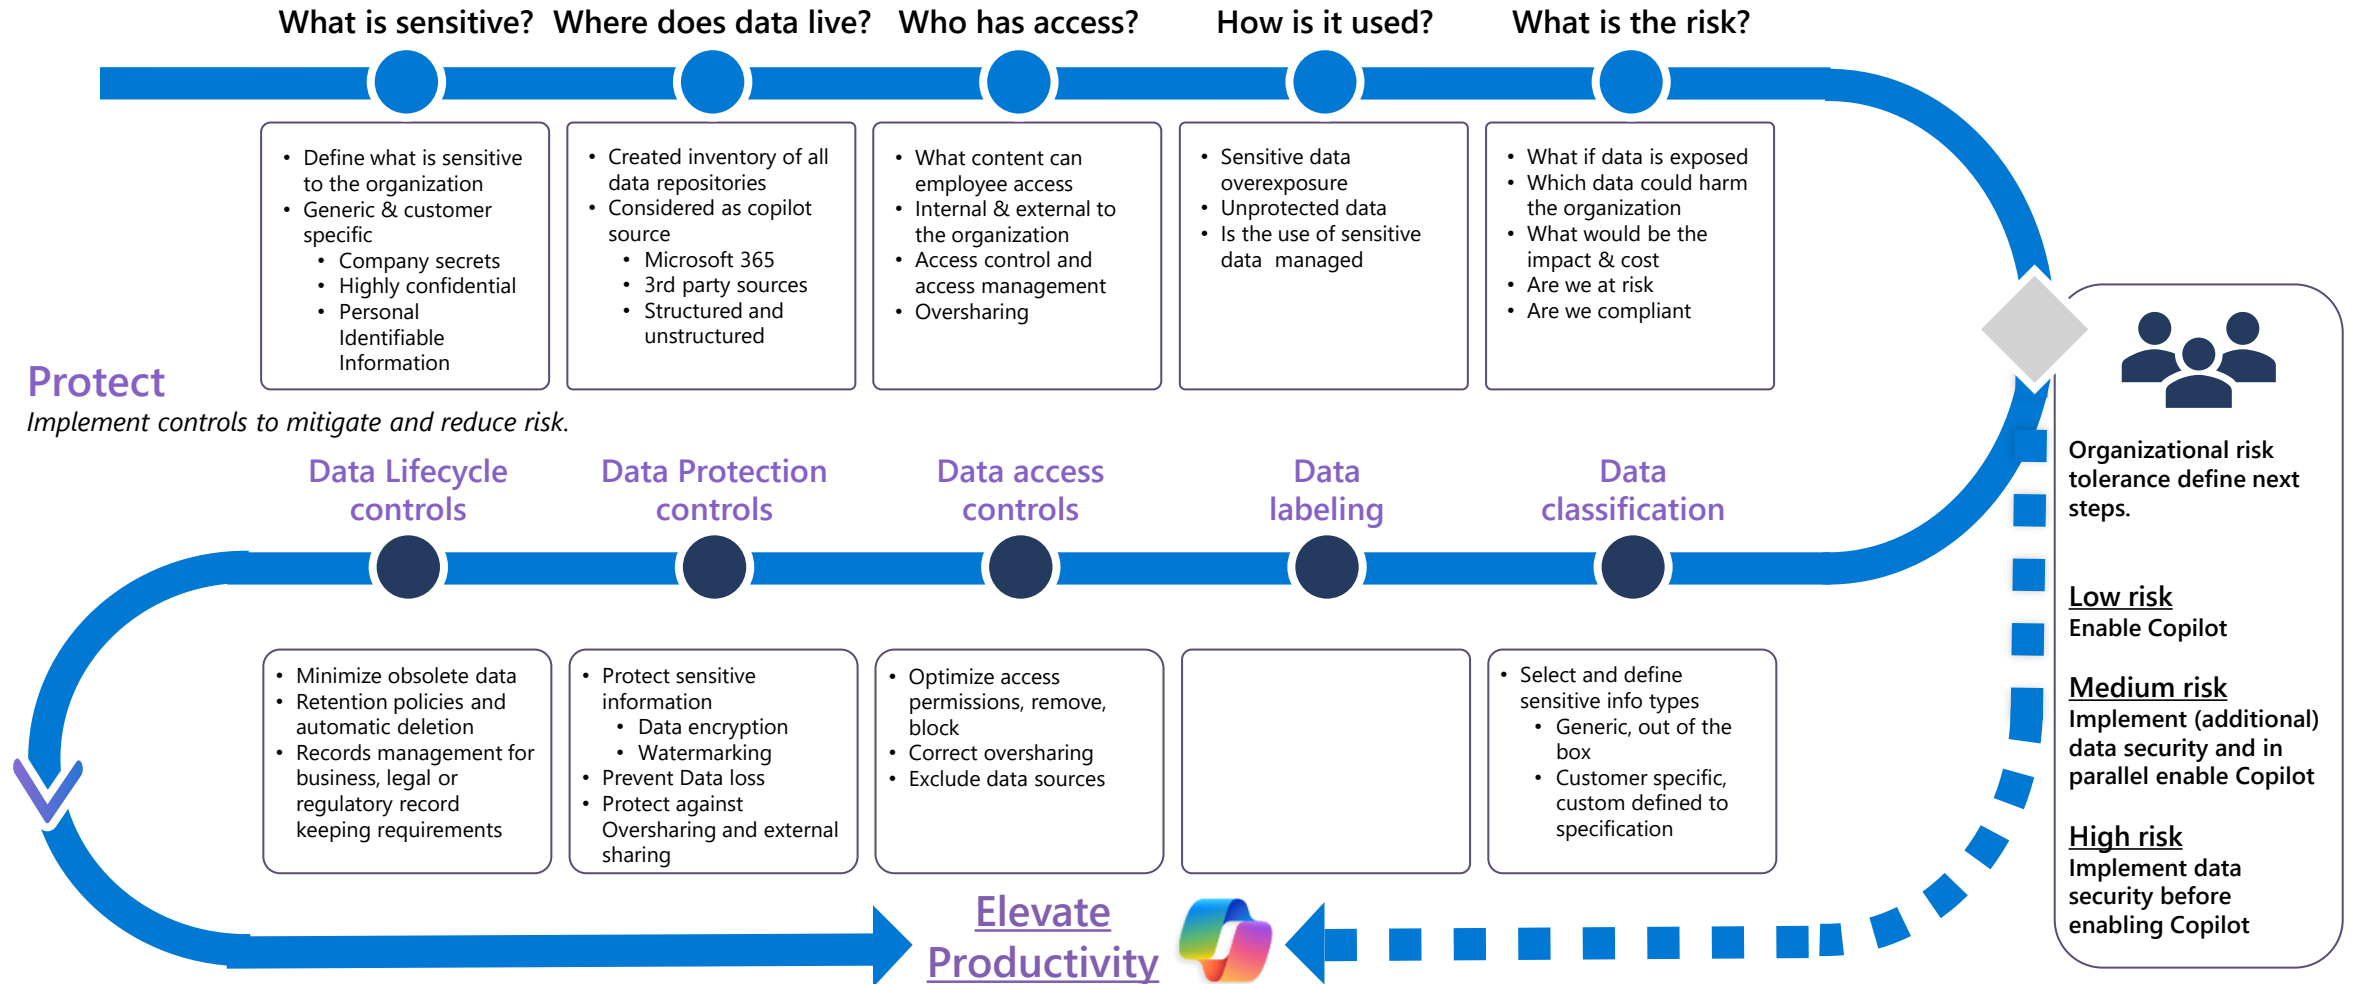 What is sensitive?
Where does data live?
Who has access?
How is it used?
What is the risk?
• Define what is sensitive
to the organization
• Generic & customer
specific
• Company secrets
• Highly confidential
• Personal
Identifiable
Information
• Created inventory of all
data repositories
• Considered as copilot
source
• Microsoft 365
• 3rd party sources
• Structured and
unstructured
• What content can
employee access
• Internal & external to
the organization
• Access control and
access management
• Oversharing
• Sensitive data
overexposure
• Unprotected data
• Is the use of sensitive
data  managed
• What if data is exposed
• Which data could harm
the organization
• What would be the
impact & cost
• Are we at risk
• Are we compliant
Protect
Implement controls to mitigate and reduce risk.
Data Lifecycle
controls
Data Protection
controls
Data access
controls
Data
labeling
Data
classification
• Minimize obsolete data
• Retention policies and
automatic deletion
• Records management for
business, legal or
regulatory record
keeping requirements
• Protect sensitive
information
• Data encryption
• Watermarking
• Prevent Data loss
• Protect against
Oversharing and external
sharing
• Optimize access
permissions, remove,
block
• Correct oversharing
• Exclude data sources
• Select and define
sensitive info types
• Generic, out of the
box
• Customer specific,
custom defined to
specification
Organizational risk
tolerance define next
steps.
Low risk
Enable Copilot
Medium risk
Implement (additional)
data security and in
parallel enable Copilot
High risk
Implement data
security before
enabling Copilot
Elevate
Productivity